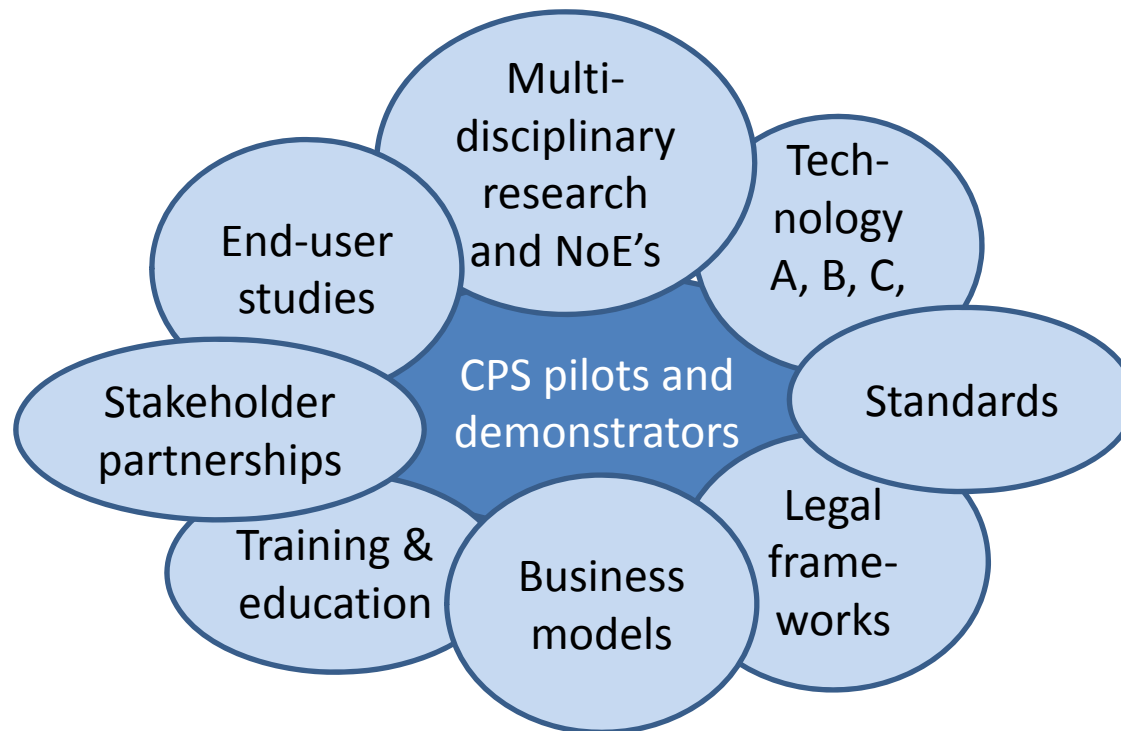 Multi-
disciplinary
research
and NoE's
Tech-
nology
A, B, C,
End-user
studies
CPS pilots and
demonstrators
Standards
Stakeholder
partnerships
Legal
frame-
works
Training &
education
Business
models